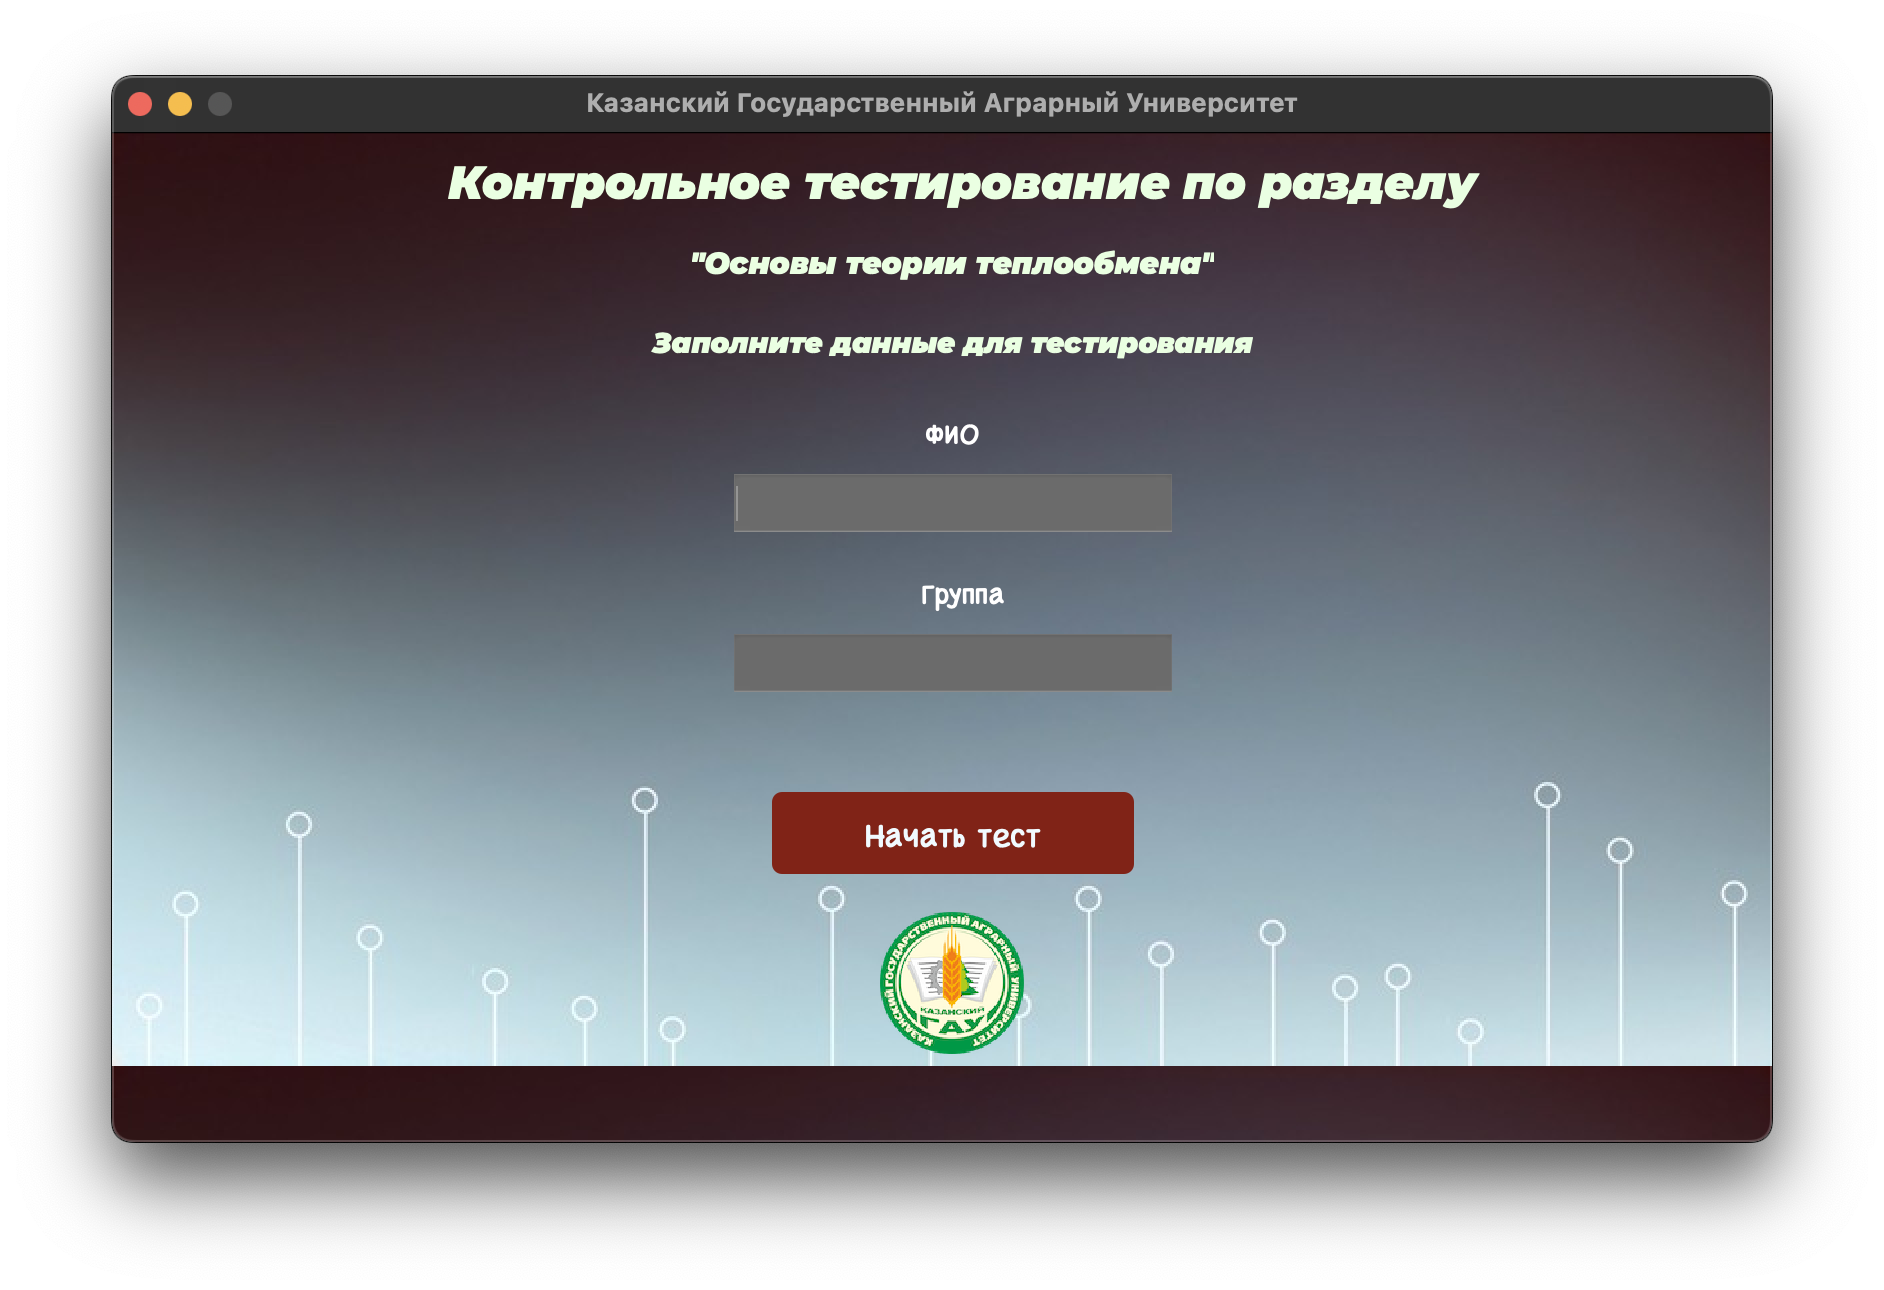 Казанский Государственный Аграрный Университет
Контрольное тестирование по разделу
"Основы теории теплообмена"
Заполните данные для тестирования
ФИО
Группа
Начать тест
КАЗАНСКИЙ ГОСУДАРСТВЕННЫЙ АГРАРНЫЙ УНИВЕРСИТЕТ
КАЗАНСКИЙ
ГАУ